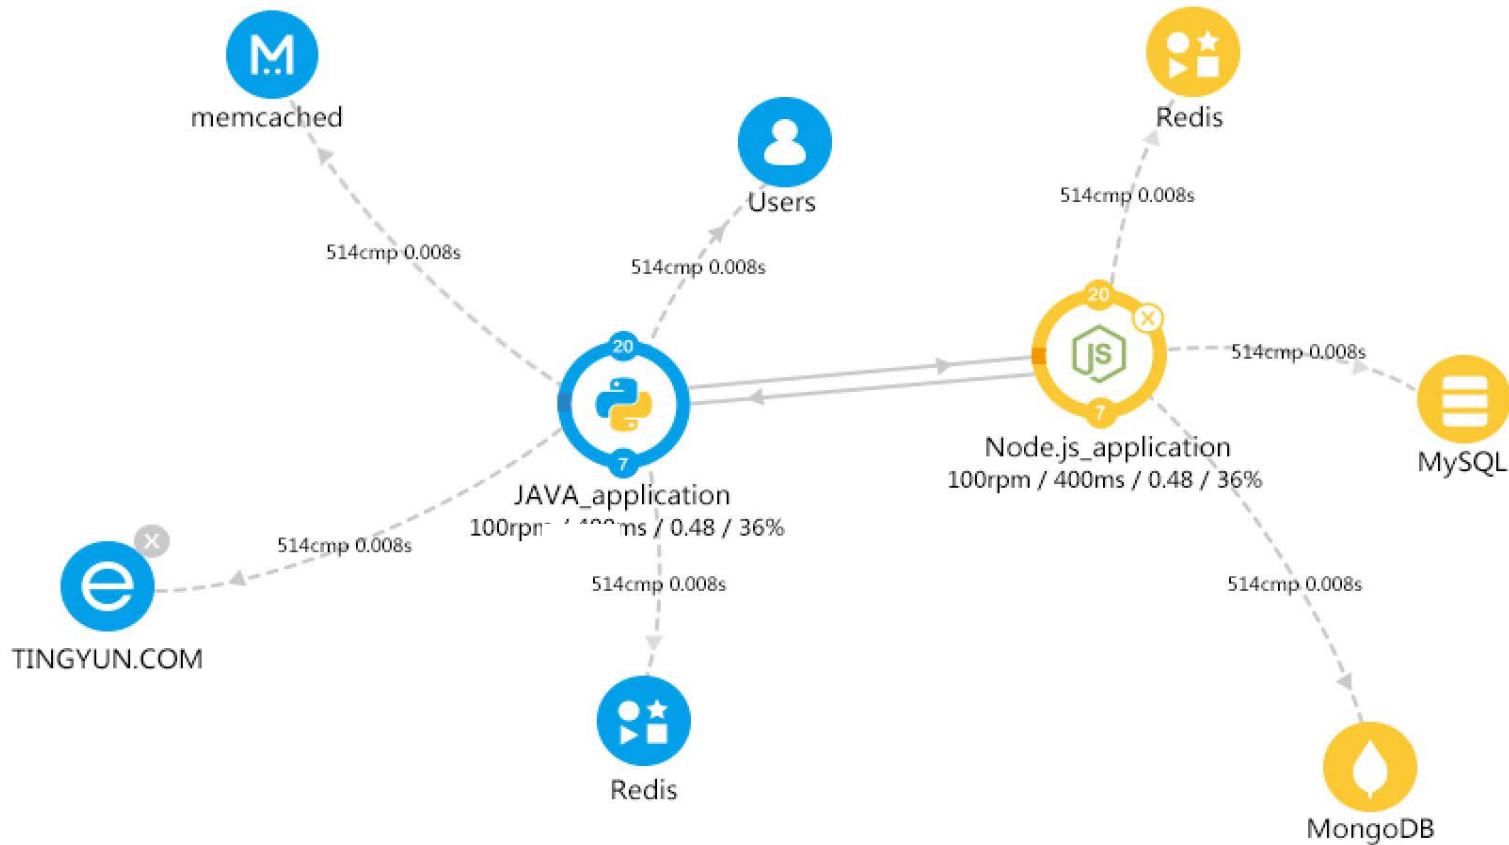 memcached
Redis
Users
514cmp 0.008s
514cmp 0.008s
514cmp 0.008s
20
20
X
JS
514cmp 0.008s
7
7
Node.js_application
100rpm / 400ms / 0.48 / 36%
MySQL
JAVA_application
100rpm / 400ms / 0.48 / 36%
X
514cmp 0.008s
514cmp 0.008s
514cmp 0.008s
TINGYUN.COM
Redis
MongoDB